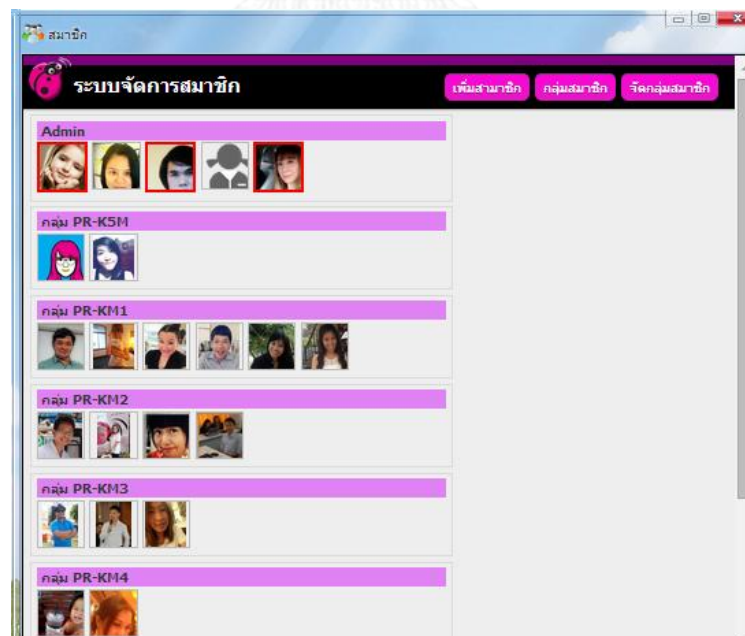 สมาชิก
ระบบจัดการสมาชิก
เพิ่มสามาชิก กลุ่มสมาชิก จัดกลุ่มสมาชิก
Admin
กลุ่ม PR-K5M
กลุ่ม PR-KM1
กลุ่ม PR-KM2
กลุ่ม PR-KM3
กลุ่ม PR-KM4